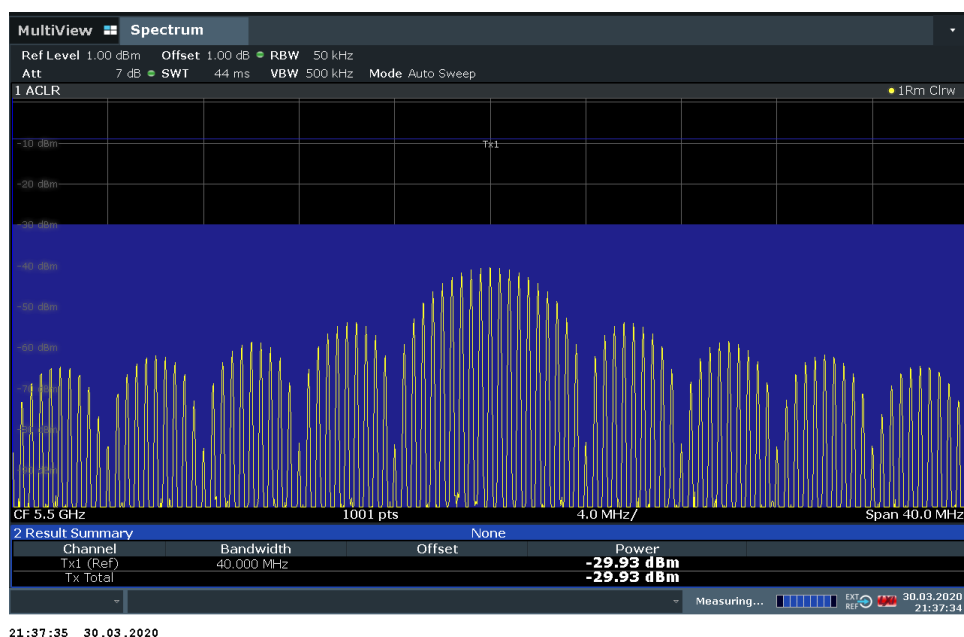 MultiView Spectrum
Ref Level 1.00 dBm Offset 1.00 dB RBW 50 kHz
Att 7 dB SWT 44 ms VBW 500 kHz Mode Auto Sweep
1 ACLR 1Rm Clrw
-10 dBm
Tx1
-20 dBm
-30 dBm
-40 dBm
-50 dBm
-60 dBm
CF 5.5 GHz 1001 pts 4.0 MHz/ Span 40.0 MHz
2 Result Summary None
Channel Bandwidth Offset Power
Tx1 (Ref) 40.000 MHz -29.93 dBm
Tx Total -29.93 dBm
Measuring... EXT REF 30.03.2020
21:37:34
21:37:35 30.03.2020